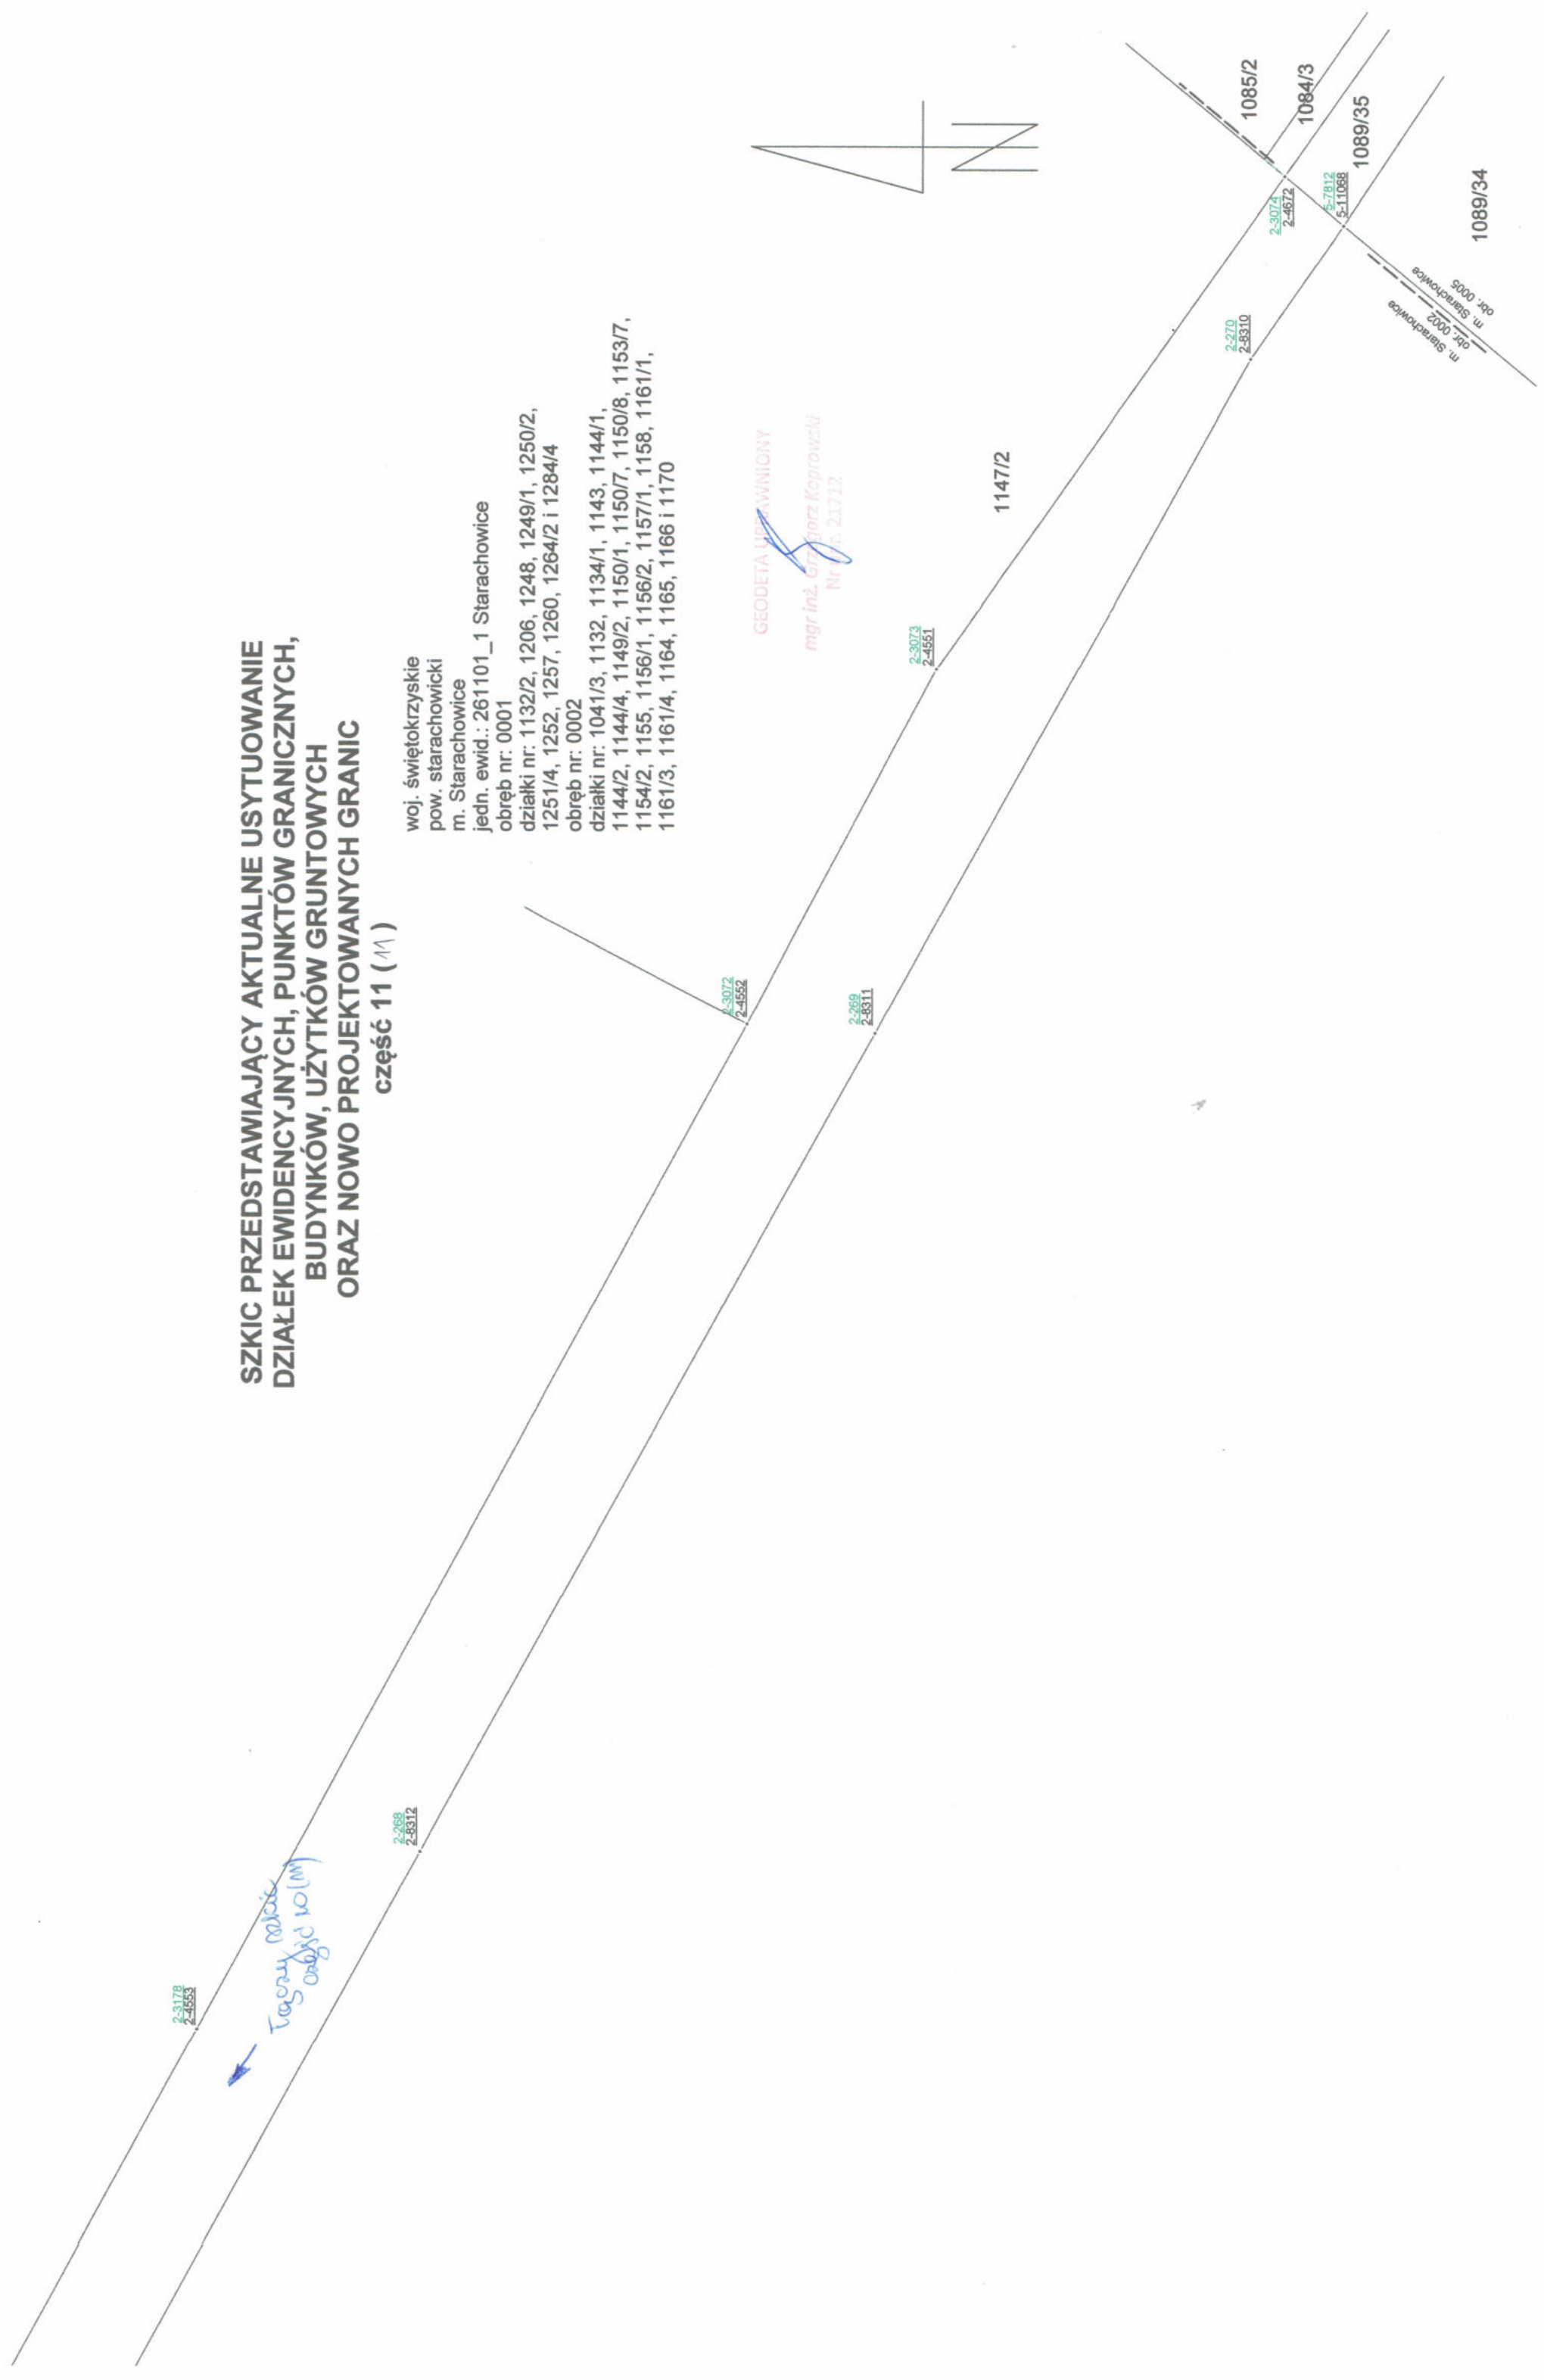 SZKIC PRZEDSTAWIAJĄCY AKTUALNE USYTUOWANIE
DZIAŁEK EWIDENCYJNYCH, PUNKTÓW GRANICZNYCH,
BUDYNKÓW, UŻYTKÓW GRUNTOWYCH
ORAZ NOWO PROJEKTOWANYCH GRANIC
część 11 (11)
woj. świętokrzyskie
pow. starachowicki
m. Starachowice
jedn. ewid.: 261101_1 Starachowice
obręb nr: 0001
działki nr: 1132/2, 1206, 1248, 1249/1, 1250/2,
1251/4, 1252, 1257, 1260, 1264/2 i 1284/4
obręb nr: 0002
działki nr: 1041/3, 1132, 1134/1, 1143, 1144/1,
1144/2, 1144/4, 1149/2, 1150/1, 1150/7, 1150/8, 1153/7,
1154/2, 1155, 1156/1, 1156/2, 1157/1, 1158, 1161/1,
1161/3, 1161/4, 1164, 1165, 1166 i 1170
GEODETA UPRAWNIONY
mgr inż. Grzegorz Koprowski
Nr 21712
2-3178
2-4553
Łączy szkic
część 10 (11)
2-268
2-8312
2-3072
2-4552
2-269
2-8311
2-3073
2-4551
1147/2
2-270
2-8310
2-3074
2-4672
5-7812
5-11068
1085/2
1084/3
1089/35
1089/34
m. Starachowice
obr. 0002
m. Starachowice
obr. 0005
N